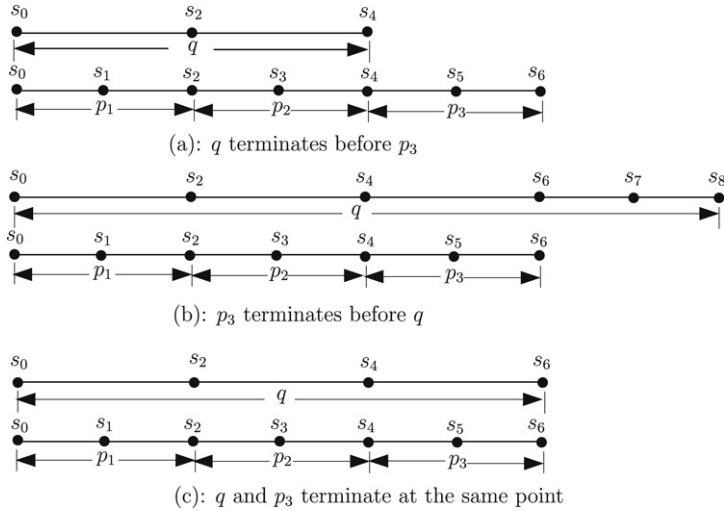 s₀ s₂ s₄
q
s₀ s₁ s₂ s₃ s₄ s₅ s₆
p₁ p₂ p₃
(a): q terminates before p₃
s₀ s₂ s₄ s₆ s₇ s₈
q
s₀ s₁ s₂ s₃ s₄ s₅ s₆
p₁ p₂ p₃
(b): p₃ terminates before q
s₀ s₂ s₄ s₆
q
s₀ s₁ s₂ s₃ s₄ s₅ s₆
p₁ p₂ p₃
(c): q and p₃ terminate at the same point